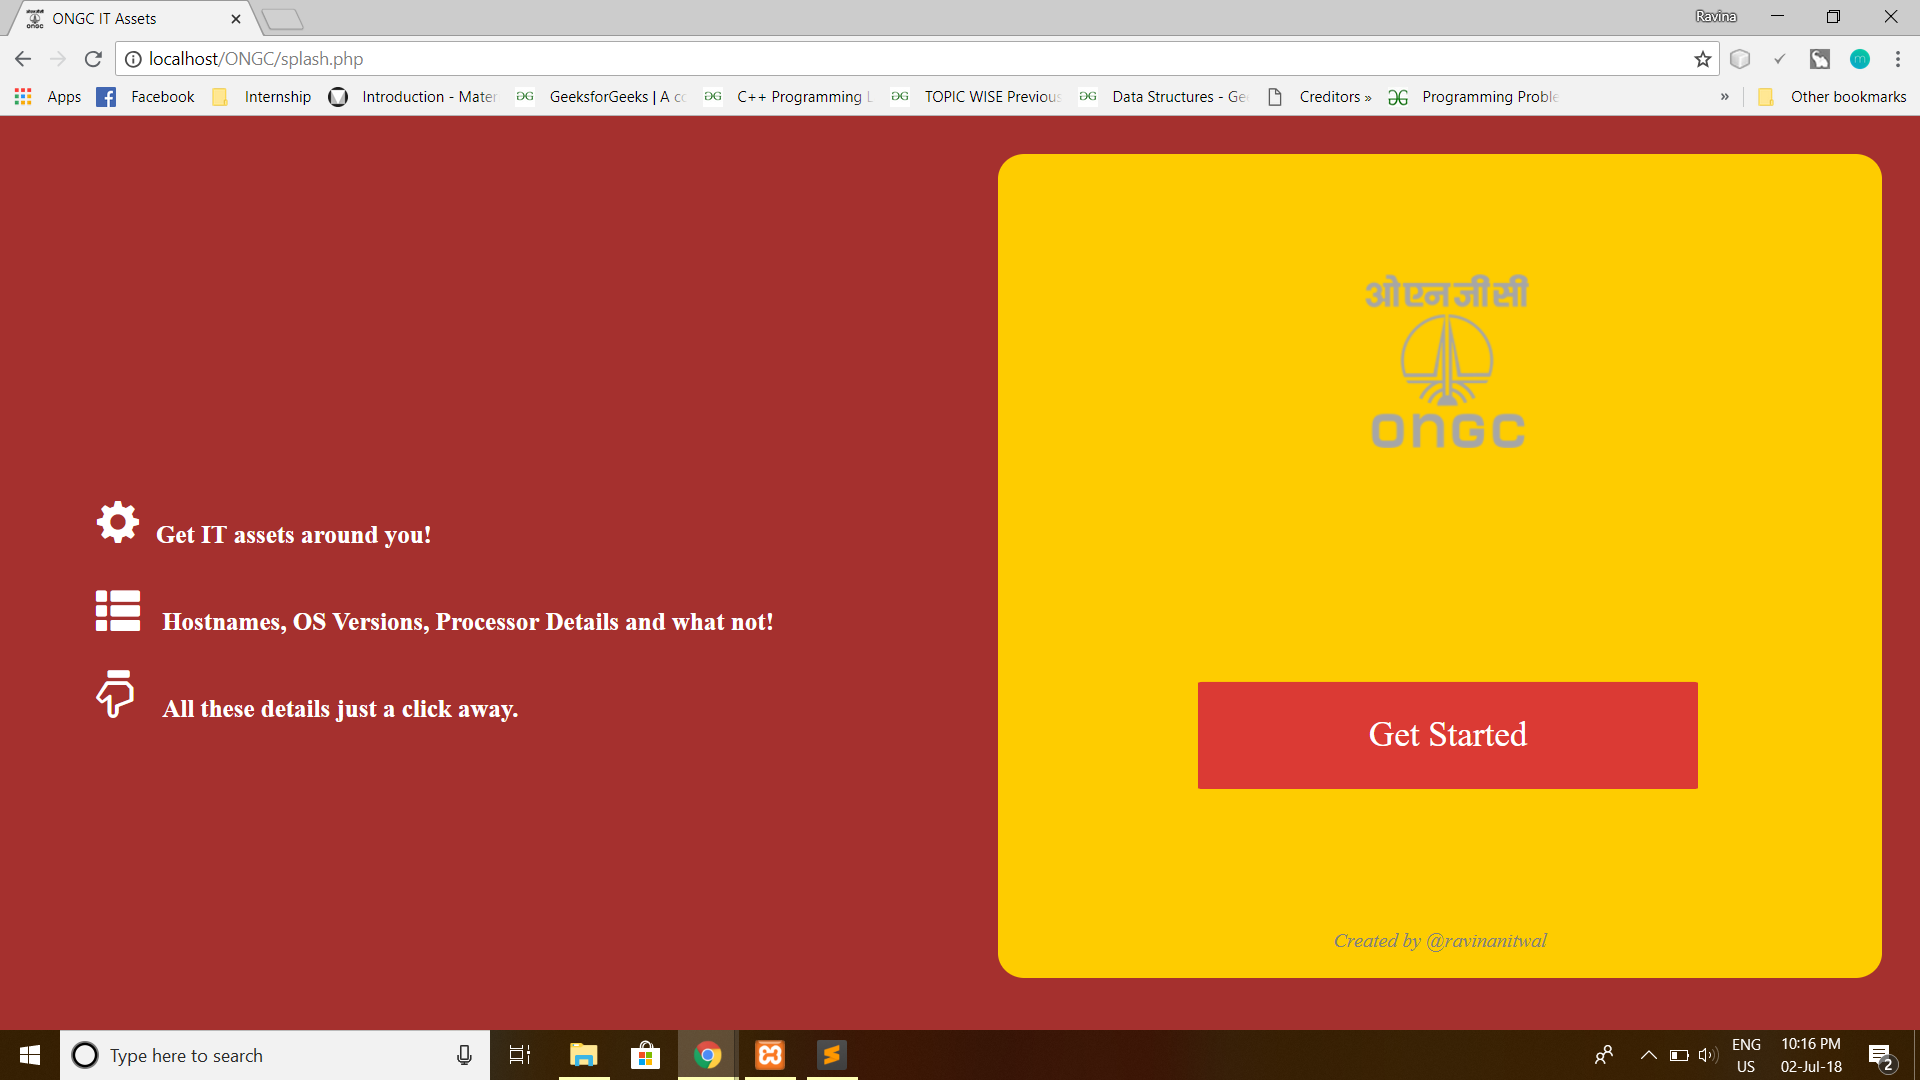 ONGC IT Assets
Ravina
localhost/ONGC/splash.php
Apps Facebook Internship Introduction - Mater GeeksforGeeks | A co C++ Programming L TOPIC WISE Previous Data Structures - Ge Creditors » Programming Proble » Other bookmarks
ओएनजीसी
ONGC
Get IT assets around you!
Hostnames, OS Versions, Processor Details and what not!
All these details just a click away.
Get Started
Created by @ravinanitwal
Type here to search
ENG
US
10:16 PM
02-Jul-18
2